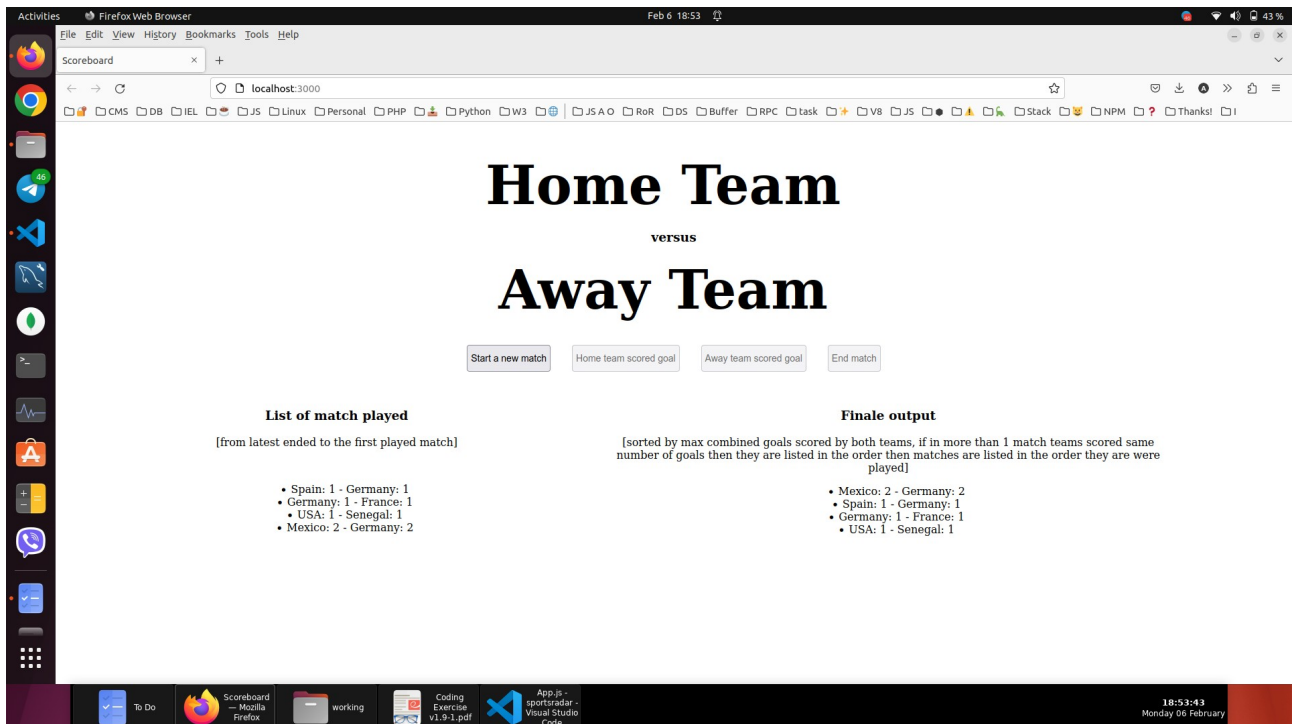 Activities Firefox Web Browser Feb 6 18:53 43 %
File Edit View History Bookmarks Tools Help
Scoreboard
localhost:3000
CMS DB IEL JS Linux Personal PHP Python W3 JS A O RoR DS Buffer RPC task V8 JS Stack NPM Thanks! I
46
Home Team
versus
Away Team
Start a new match Home team scored goal Away team scored goal End match
List of match played
[from latest ended to the first played match]
• Spain: 1 - Germany: 1
• Germany: 1 - France: 1
• USA: 1 - Senegal: 1
• Mexico: 2 - Germany: 2
Finale output
[sorted by max combined goals scored by both teams, if in more than 1 match teams scored same
number of goals then they are listed in the order then matches are listed in the order they are were
played]
• Mexico: 2 - Germany: 2
• Spain: 1 - Germany: 1
• Germany: 1 - France: 1
• USA: 1 - Senegal: 1
To Do
Scoreboard
— Mozilla
Firefox
working
Coding
Exercise
v1.9-1.pdf
App.js -
sportsradar -
Visual Studio
Code
18:53:43
Monday 06 February